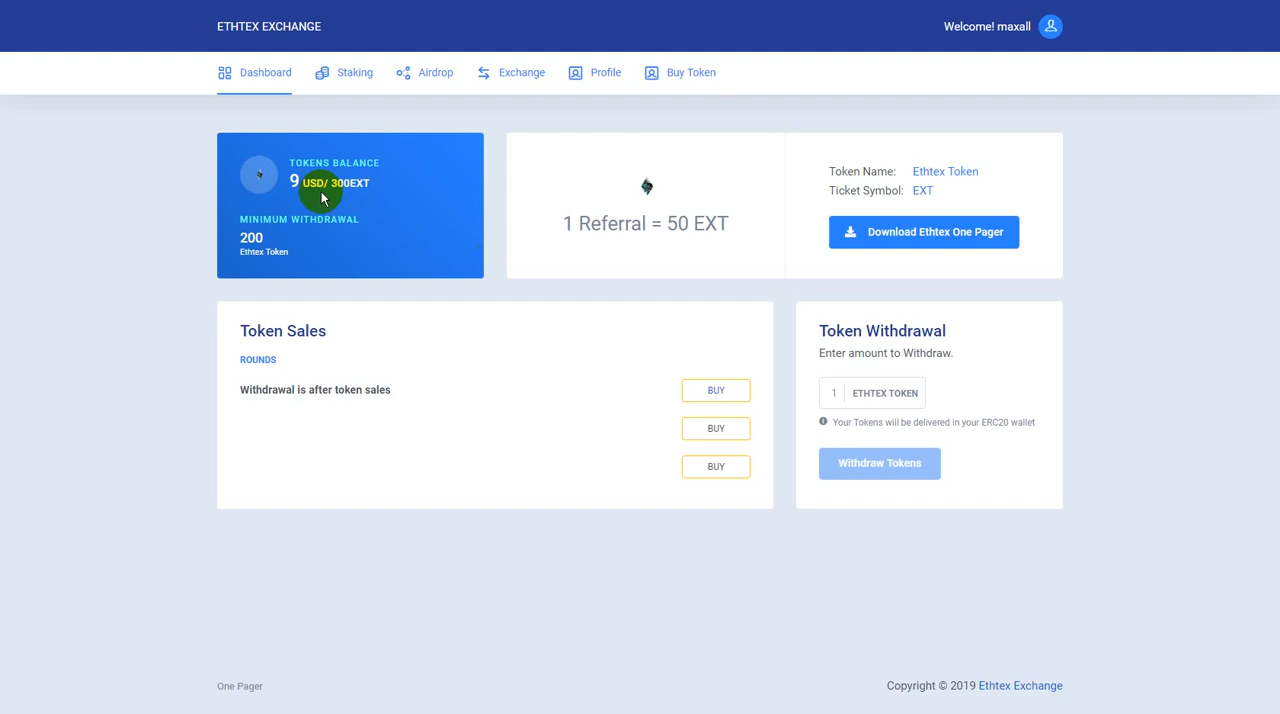 ETHTEX EXCHANGE
Welcome! maxall
Dashboard
Staking
Airdrop
Exchange
Profile
Buy Token
TOKENS BALANCE
9 USD/ 300EXT
MINIMUM WITHDRAWAL
200
Ethtex Token
1 Referral = 50 EXT
Token Name: Ethtex Token
Ticket Symbol: EXT
Download Ethtex One Pager
Token Sales
ROUNDS
Withdrawal is after token sales
BUY
BUY
BUY
Token Withdrawal
Enter amount to Withdraw.
1 ETHTEX TOKEN
Your Tokens will be delivered in your ERC20 wallet
Withdraw Tokens
One Pager
Copyright © 2019 Ethtex Exchange